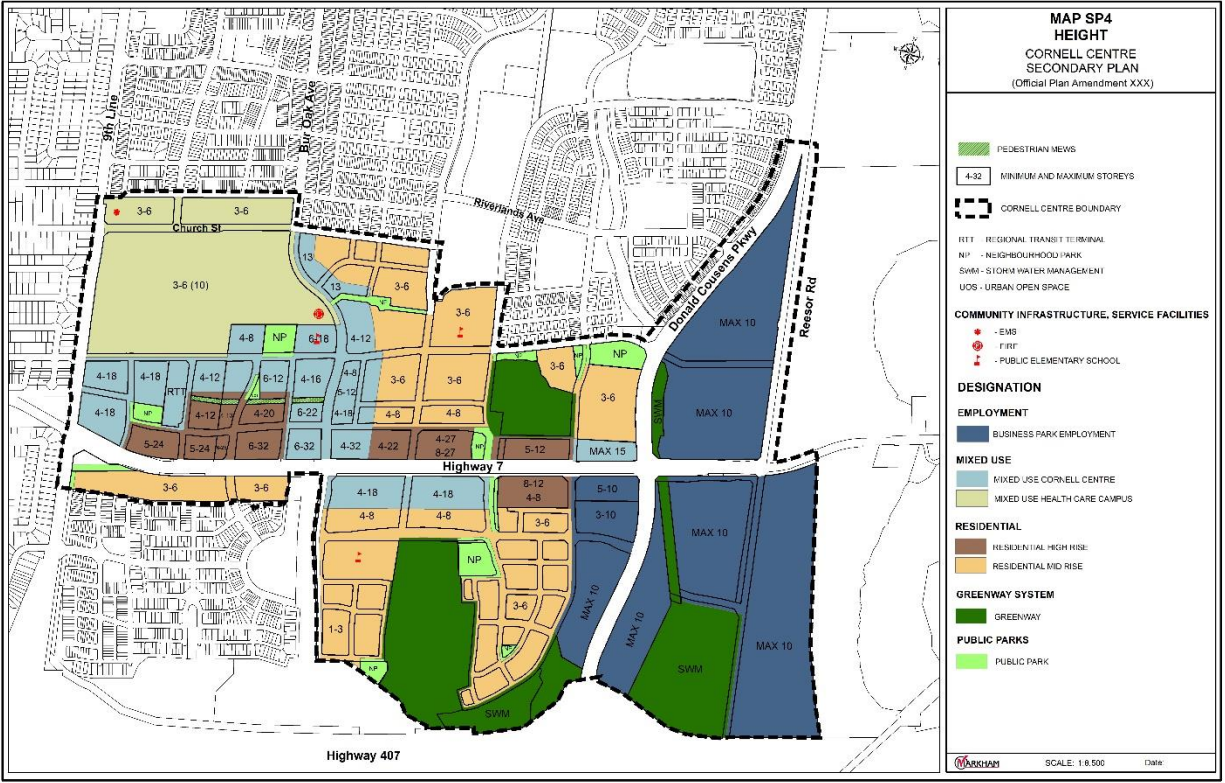 9th Line
Bur Oak Ave
Riverlands Ave
Donald Cousens Pkwy
Reesor Rd
Church St
Highway 7
Highway 407
3-6
3-6
3-6 (10)
13
13
3-6
NP
3-6
4-8
NP
6-18
4-12
4-18
4-18
RTT
4-12
6-12
4-16
4-8
5-12
4-18
3-6
3-6
4-18
NP
4-12
4-20
6-22
4-8
4-8
5-24
5-24
6-32
6-32
4-32
4-22
4-27
8-27
NP
5-12
MAX 15
NP
3-6
NP
NP
3-6
SWM
MAX 10
MAX 10
3-6
3-6
4-18
4-18
4-8
4-8
8-12
4-8
3-6
5-10
3-10
NP
3-6
1-3
NP
NP
SWM
MAX 10
MAX 10
MAX 10
MAX 10
SWM
MAP SP4
HEIGHT
CORNELL CENTRE
SECONDARY PLAN
(Official Plan Amendment XXX)
PEDESTRIAN MEWS
4-32
MINIMUM AND MAXIMUM STOREYS
CORNELL CENTRE BOUNDARY
RTT - REGIONAL TRANSIT TERMINAL
NP - NEIGHBOURHOOD PARK
SWM - STORM WATER MANAGEMENT
UOS - URBAN OPEN SPACE
COMMUNITY INFRASTRUCTURE, SERVICE FACILITIES
- EMS
- FIRE
- PUBLIC ELEMENTARY SCHOOL
DESIGNATION
EMPLOYMENT
BUSINESS PARK EMPLOYMENT
MIXED USE
MIXED USE CORNELL CENTRE
MIXED USE HEALTH CARE CAMPUS
RESIDENTIAL
RESIDENTIAL HIGH RISE
RESIDENTIAL MID RISE
GREENWAY SYSTEM
GREENWAY
PUBLIC PARKS
PUBLIC PARK
MARKHAM
SCALE: 1:8,500
Date: